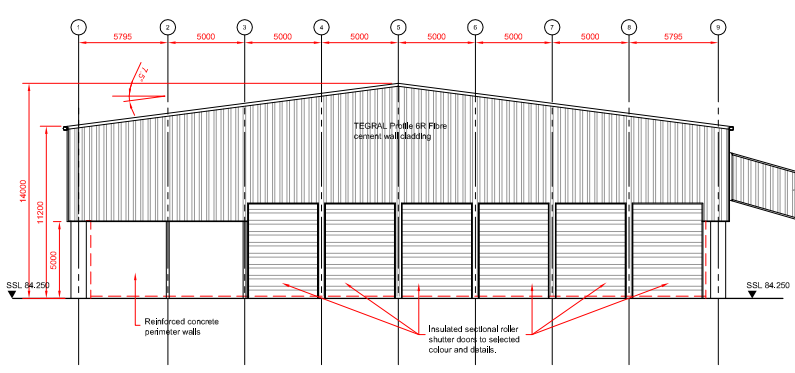 1 2 3 4 5 6 7 8 9
5795 5000 5000 5000 5000 5000 5000 5795
7.5°
TEGRAL Profile 6R Fibre
cement wall cladding
14000
11200
5000
SSL 84.250
SSL 84.250
Reinforced concrete
perimeter walls
Insulated sectional roller
shutter doors to selected
colour and details.